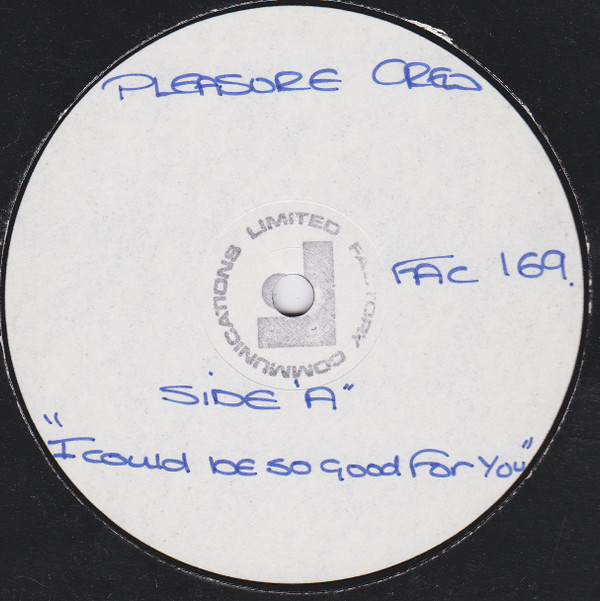 PLEASURE CREW
LIMITED FACTORY COMMUNICATIONS
FAC 169.
SIDE 'A"
"I could be so good For You"